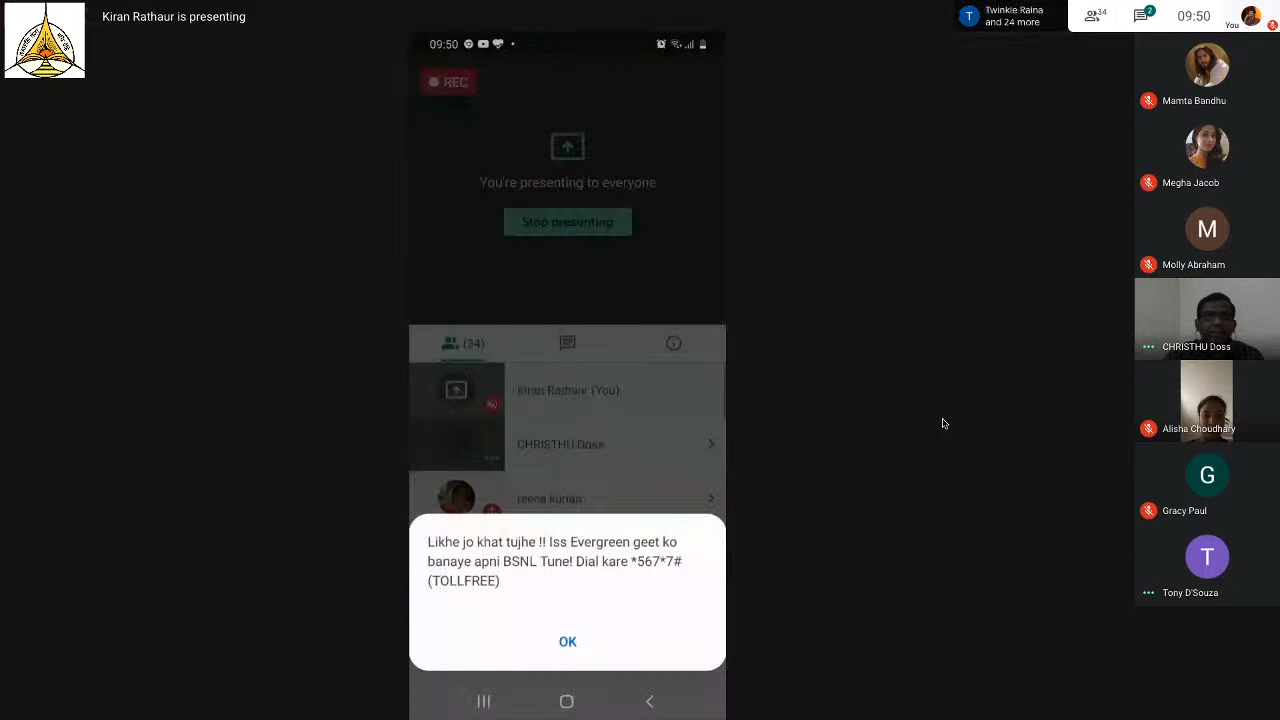 Kiran Rathaur is presenting
T
Twinkle Raina
and 24 more
34
2
09:50
You
09:50
REC
You're presenting to everyone
Stop presenting
(34)
Kiran Rathaur (You)
CHRISTHU Doss
reena kurian
Likhe jo khat tujhe !! Iss Evergreen geet ko
banaye apni BSNL Tune! Dial kare *567*7#
(TOLLFREE)
OK
Mamta Bandhu
Megha Jacob
M
Molly Abraham
CHRISTHU Doss
Alisha Choudhary
G
Gracy Paul
T
Tony D'Souza